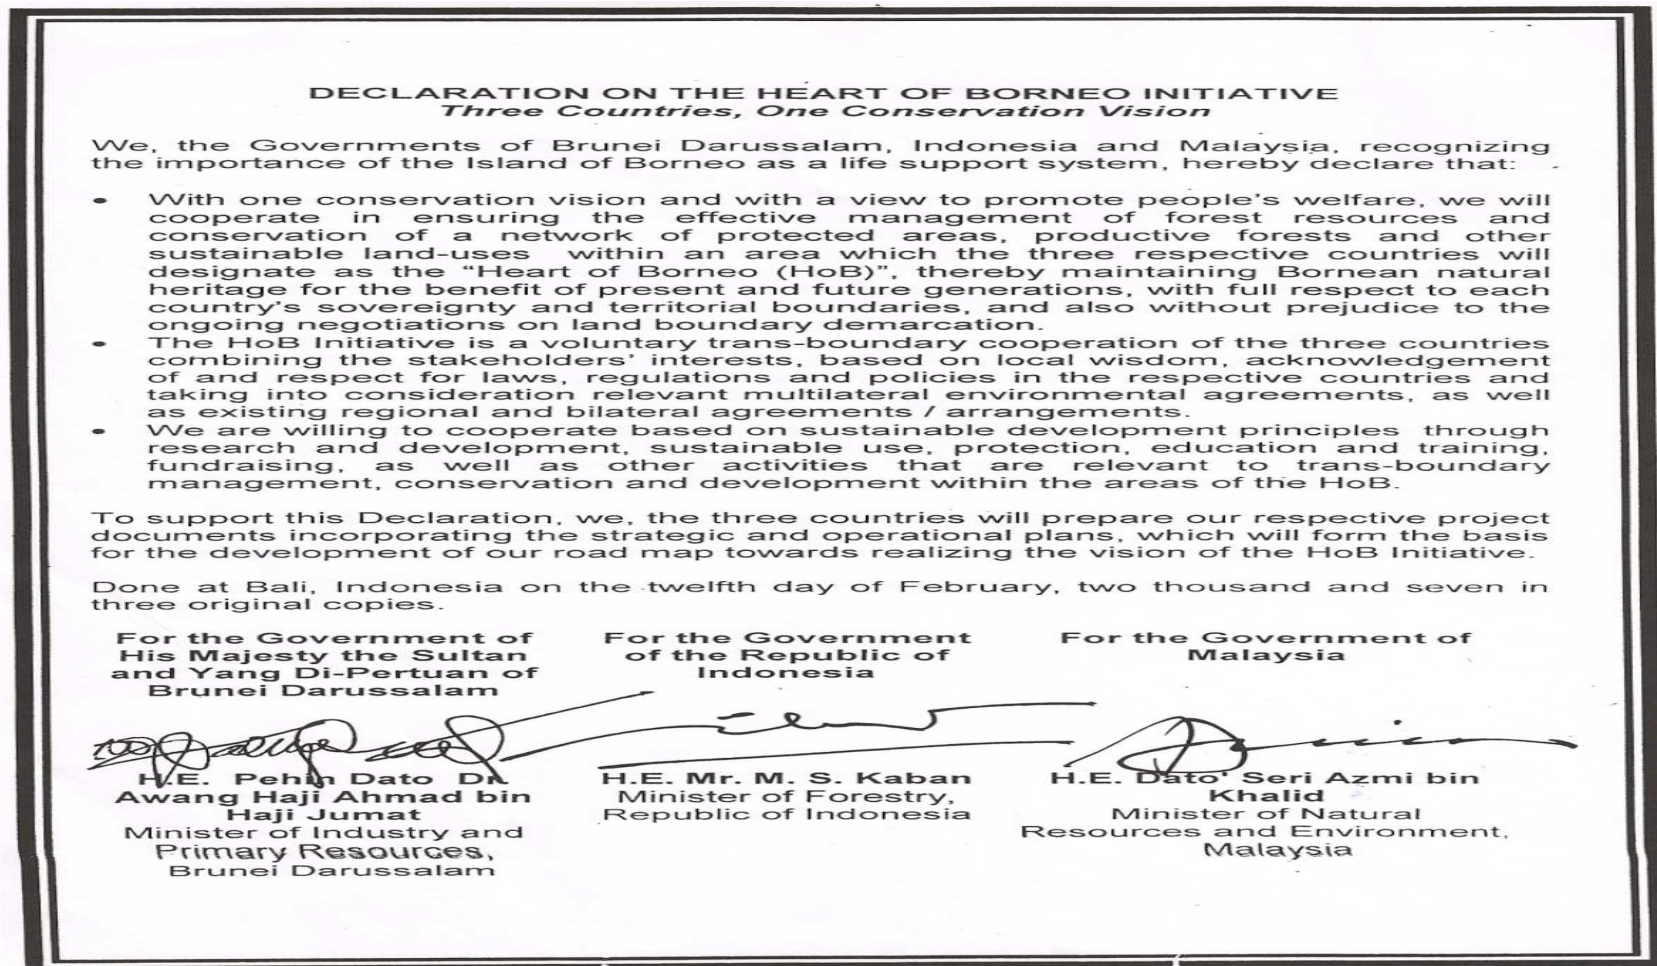 DECLARATION ON THE HEART OF BORNEO INITIATIVE
Three Countries, One Conservation Vision
We, the Governments of Brunei Darussalam, Indonesia and Malaysia, recognizing
the importance of the Island of Borneo as a life support system, hereby declare that:
• With one conservation vision and with a view to promote people's welfare, we will
cooperate in ensuring the effective management of forest resources and
conservation of a network of protected areas, productive forests and other
sustainable land-uses within an area which the three respective countries will
designate as the "Heart of Borneo (HoB)", thereby maintaining Bornean natural
heritage for the benefit of present and future generations, with full respect to each
country's sovereignty and territorial boundaries, and also without prejudice to the
ongoing negotiations on land boundary demarcation.
• The HoB Initiative is a voluntary trans-boundary cooperation of the three countries
combining the stakeholders' interests, based on local wisdom, acknowledgement
of and respect for laws, regulations and policies in the respective countries and
taking into consideration relevant multilateral environmental agreements, as well
as existing regional and bilateral agreements / arrangements.
• We are willing to cooperate based on sustainable development principles through
research and development, sustainable use, protection, education and training,
fundraising, as well as other activities that are relevant to trans-boundary
management, conservation and development within the areas of the HoB.
To support this Declaration, we, the three countries will prepare our respective project
documents incorporating the strategic and operational plans, which will form the basis
for the development of our road map towards realizing the vision of the HoB Initiative.
Done at Bali, Indonesia on the twelfth day of February, two thousand and seven in
three original copies.
For the Government of
His Majesty the Sultan
and Yang Di-Pertuan of
Brunei Darussalam
H.E. Pehin Dato Dr.
Awang Haji Ahmad bin
Haji Jumat
Minister of Industry and
Primary Resources,
Brunei Darussalam
For the Government
of the Republic of
Indonesia
H.E. Mr. M. S. Kaban
Minister of Forestry,
Republic of Indonesia
For the Government of
Malaysia
H.E. Dato' Seri Azmi bin
Khalid
Minister of Natural
Resources and Environment,
Malaysia